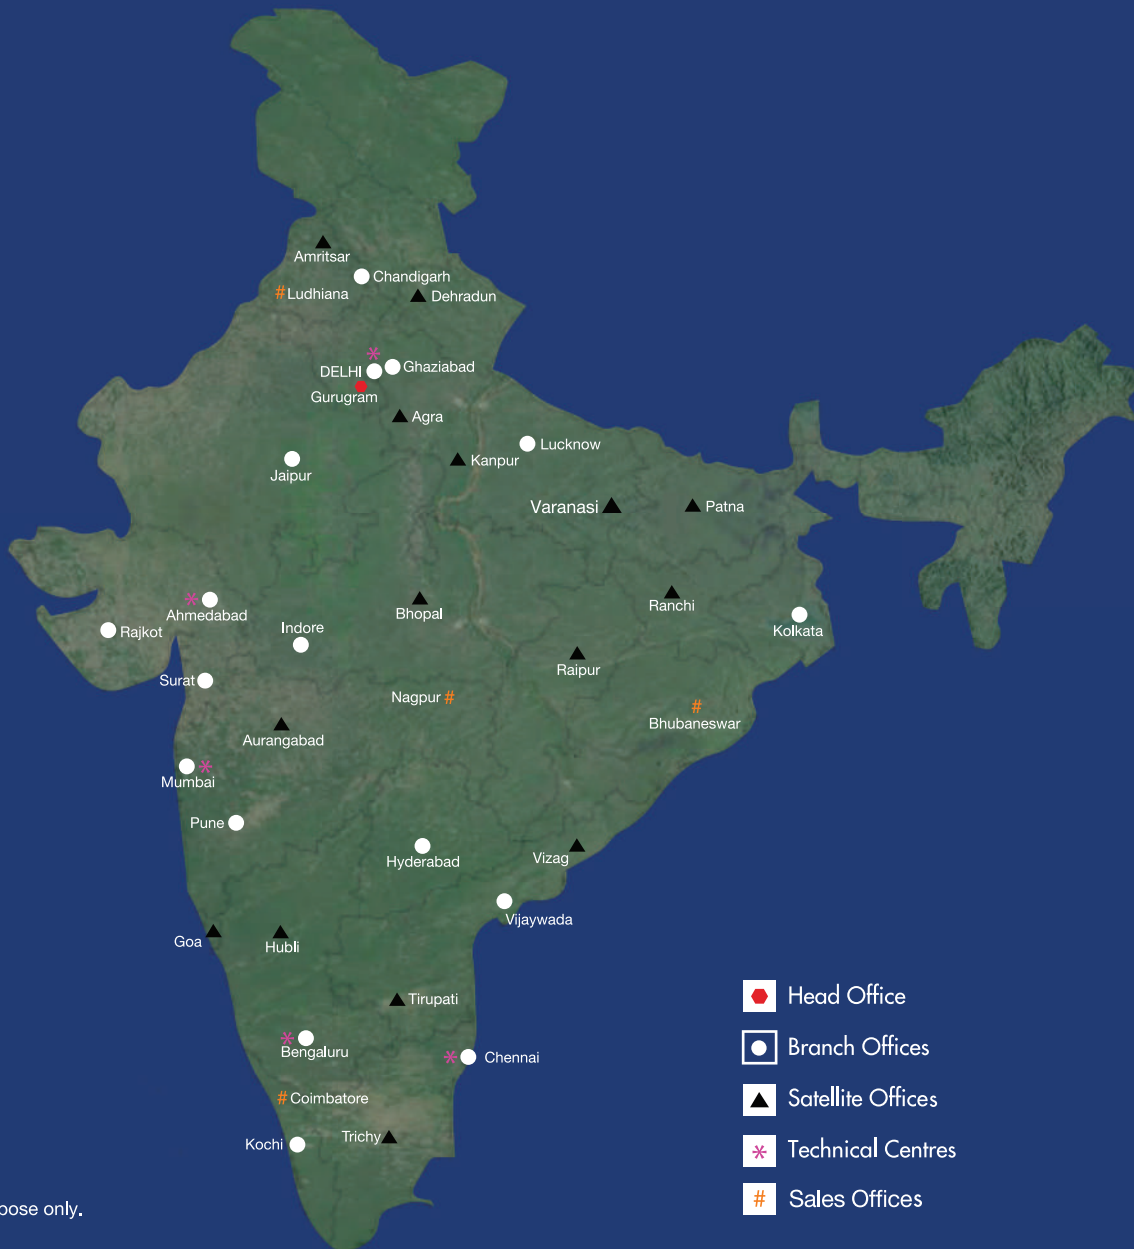 Amritsar
Chandigarh
# Ludhiana
Dehradun
DELHI
Ghaziabad
Gurugram
Agra
Lucknow
Kanpur
Jaipur
Varanasi
Patna
Ahmedabad
Bhopal
Ranchi
Rajkot
Indore
Kolkata
Raipur
Surat
Nagpur #
#
Bhubaneswar
Aurangabad
Mumbai
Pune
Hyderabad
Vizag
Vijaywada
Goa
Hubli
Tirupati
Bengaluru
Chennai
# Coimbatore
Trichy
Kochi
Head Office
Branch Offices
Satellite Offices
Technical Centres
# Sales Offices
pose only.